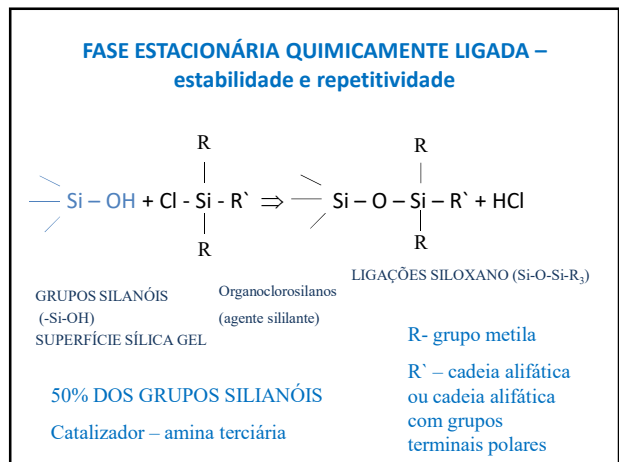 FASE ESTACIONÁRIA QUIMICAMENTE LIGADA –
estabilidade e repetitividade
R
R
Si – OH + Cl - Si - R` ⇒ Si – O – Si – R` + HCl
R
R
LIGAÇÕES SILOXANO (Si-O-Si-R₃)
GRUPOS SILANÓIS
(-Si-OH)
SUPERFÍCIE SÍLICA GEL
Organoclorosilanos
(agente sililante)
R- grupo metila
R` – cadeia alifática
ou cadeia alifática
com grupos
terminais polares
50% DOS GRUPOS SILIANÓIS
Catalizador – amina terciária